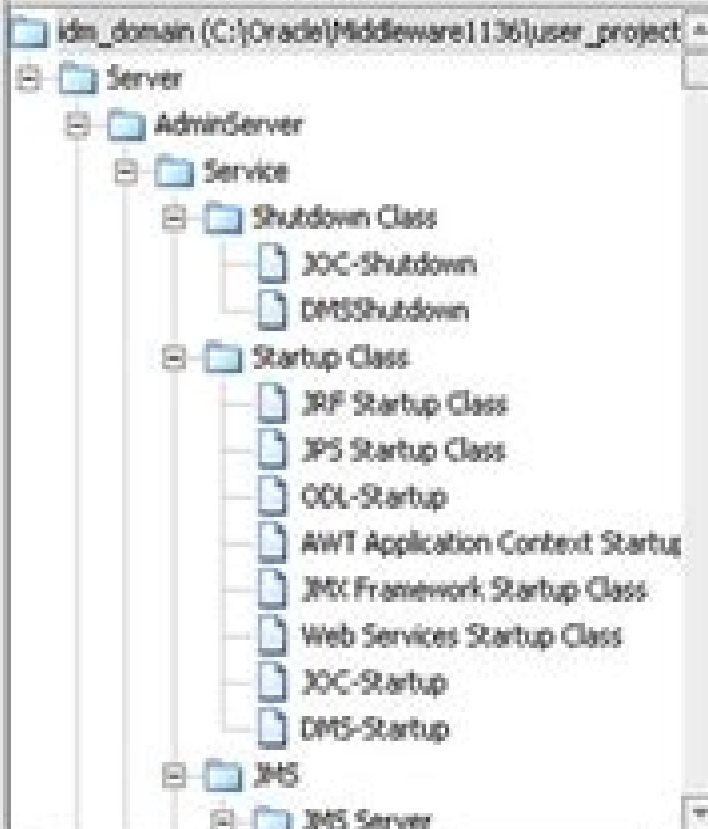 idm_domain (C:\Oracle\Middleware1136\user_project
Server
AdminServer
Service
Shutdown Class
JOC-Shutdown
DMSShutdown
Startup Class
JRF Startup Class
JPS Startup Class
ODL-Startup
AWT Application Context Startup
JMX Framework Startup Class
Web Services Startup Class
JOC-Startup
DMS-Startup
JMS
JMS Server